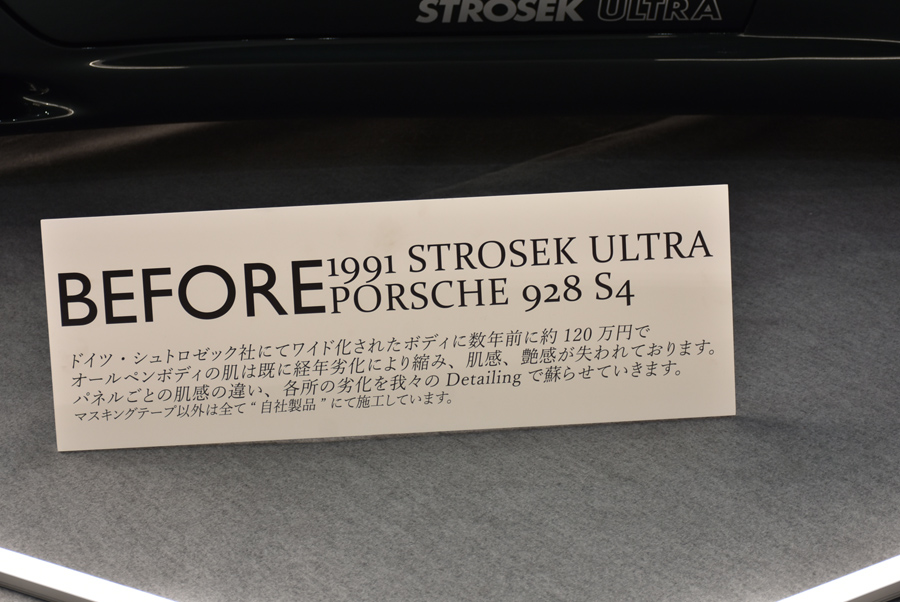 STROSEK ULTRA
BEFORE
1991 STROSEK ULTRA
PORSCHE 928 S4
ドイツ・シュトロゼック社にてワイド化されたボディに数年前に約 120 万円で
オールペンボディの肌は既に経年劣化により縮み、肌感、艶感が失われております。
パネルごとの肌感の違い、各所の劣化を我々の Detailing で蘇らせていきます。
マスキングテープ以外は全て “ 自社製品 ” にて施工しています。